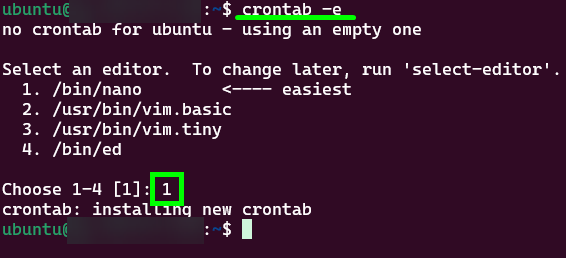 ubuntu@ :~$ crontab -e
no crontab for ubuntu - using an empty one
Select an editor.  To change later, run 'select-editor'.
  1. /bin/nano        <---- easiest
  2. /usr/bin/vim.basic
  3. /usr/bin/vim.tiny
  4. /bin/ed
Choose 1-4 [1]: 1
crontab: installing new crontab
ubuntu@ :~$